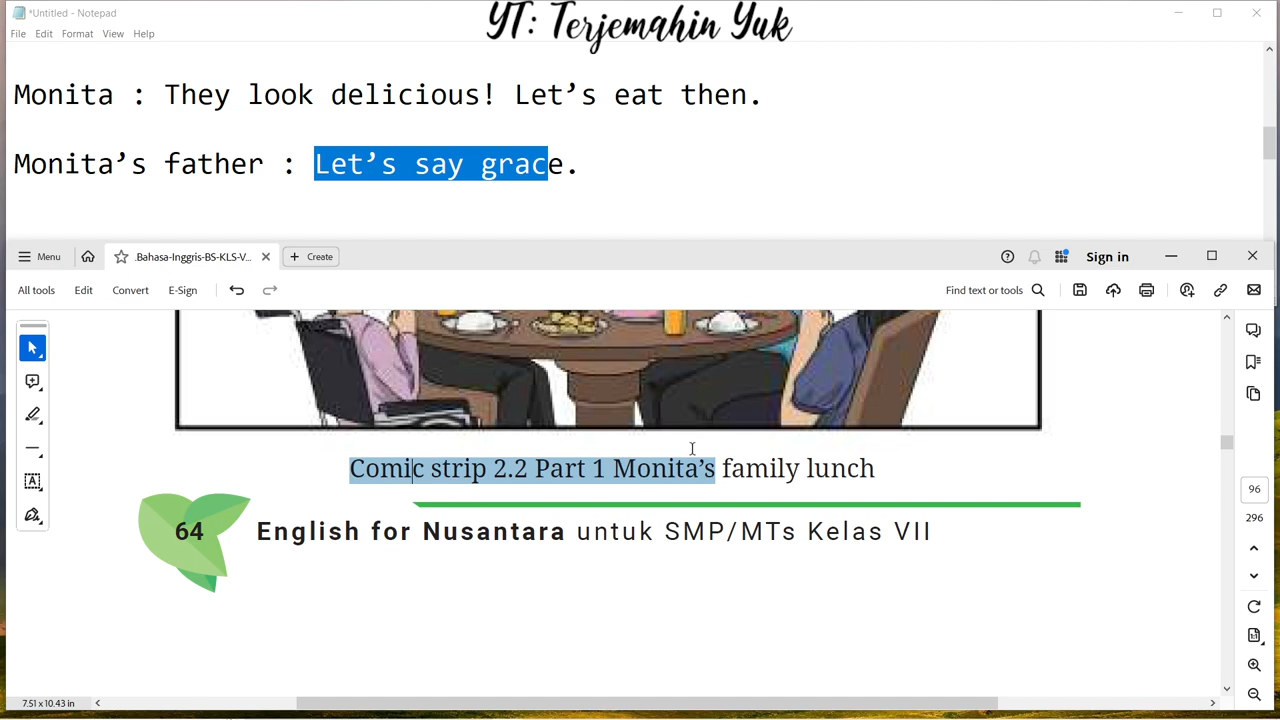 *Untitled - Notepad
YT: Terjemahin Yuk
File Edit Format View Help
Monita : They look delicious! Let’s eat then.
Monita’s father : Let’s say grace.
Menu
.Bahasa-Inggris-BS-KLS-V...
Create
Sign in
All tools Edit Convert E-Sign
Find text or tools
Comic strip 2.2 Part 1 Monita’s family lunch
64 English for Nusantara untuk SMP/MTs Kelas VII
96
296
7.51 x 10.43 in